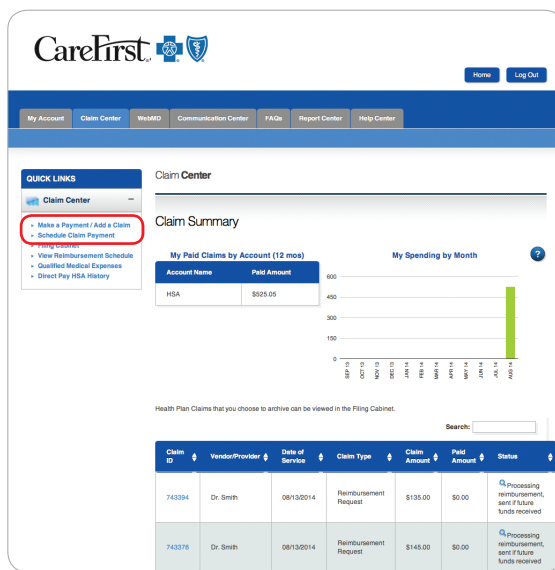 CareFirst
Home
Log Out
My Account
Claim Center
WebMD
Communication Center
FAQs
Report Center
Help Center
QUICK LINKS
Claim Center
Make a Payment / Add a Claim
Schedule Claim Payment
Filing Cabinet
View Reimbursement Schedule
Qualified Medical Expenses
Direct Pay HSA History
Claim Center
Claim Summary
My Paid Claims by Account (12 mos)
Account Name Paid Amount
HSA $525.05
My Spending by Month
?
600
450
300
150
0
SEP 13 OCT 13 NOV 13 DEC 13 JAN 14 FEB 14 MAR 14 APR 14 MAY 14 JUN 14 JUL 14 AUG 14
Health Plan Claims that you choose to archive can be viewed in the Filing Cabinet.
Search:
Claim ID
Vendor/Provider
Date of Service
Claim Type
Claim Amount
Paid Amount
Status
743394
Dr. Smith
08/13/2014
Reimbursement
Request
$135.00
$0.00
Processing
reimbursement,
sent if future
funds received
743376
Dr. Smith
08/13/2014
Reimbursement
Request
$145.00
$0.00
Processing
reimbursement,
sent if future
funds received